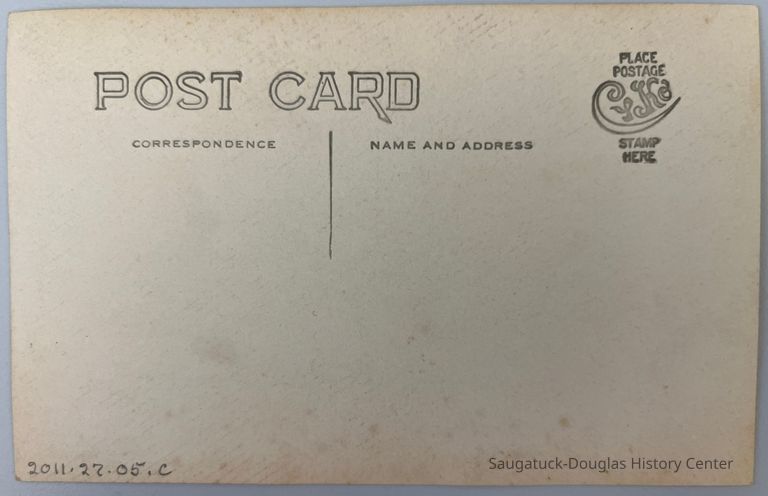 POST CARD
CORRESPONDENCE
NAME AND ADDRESS
PLACE
POSTAGE
CyKo
STAMP
HERE
2011.27.05.C
Saugatuck-Douglas History Center